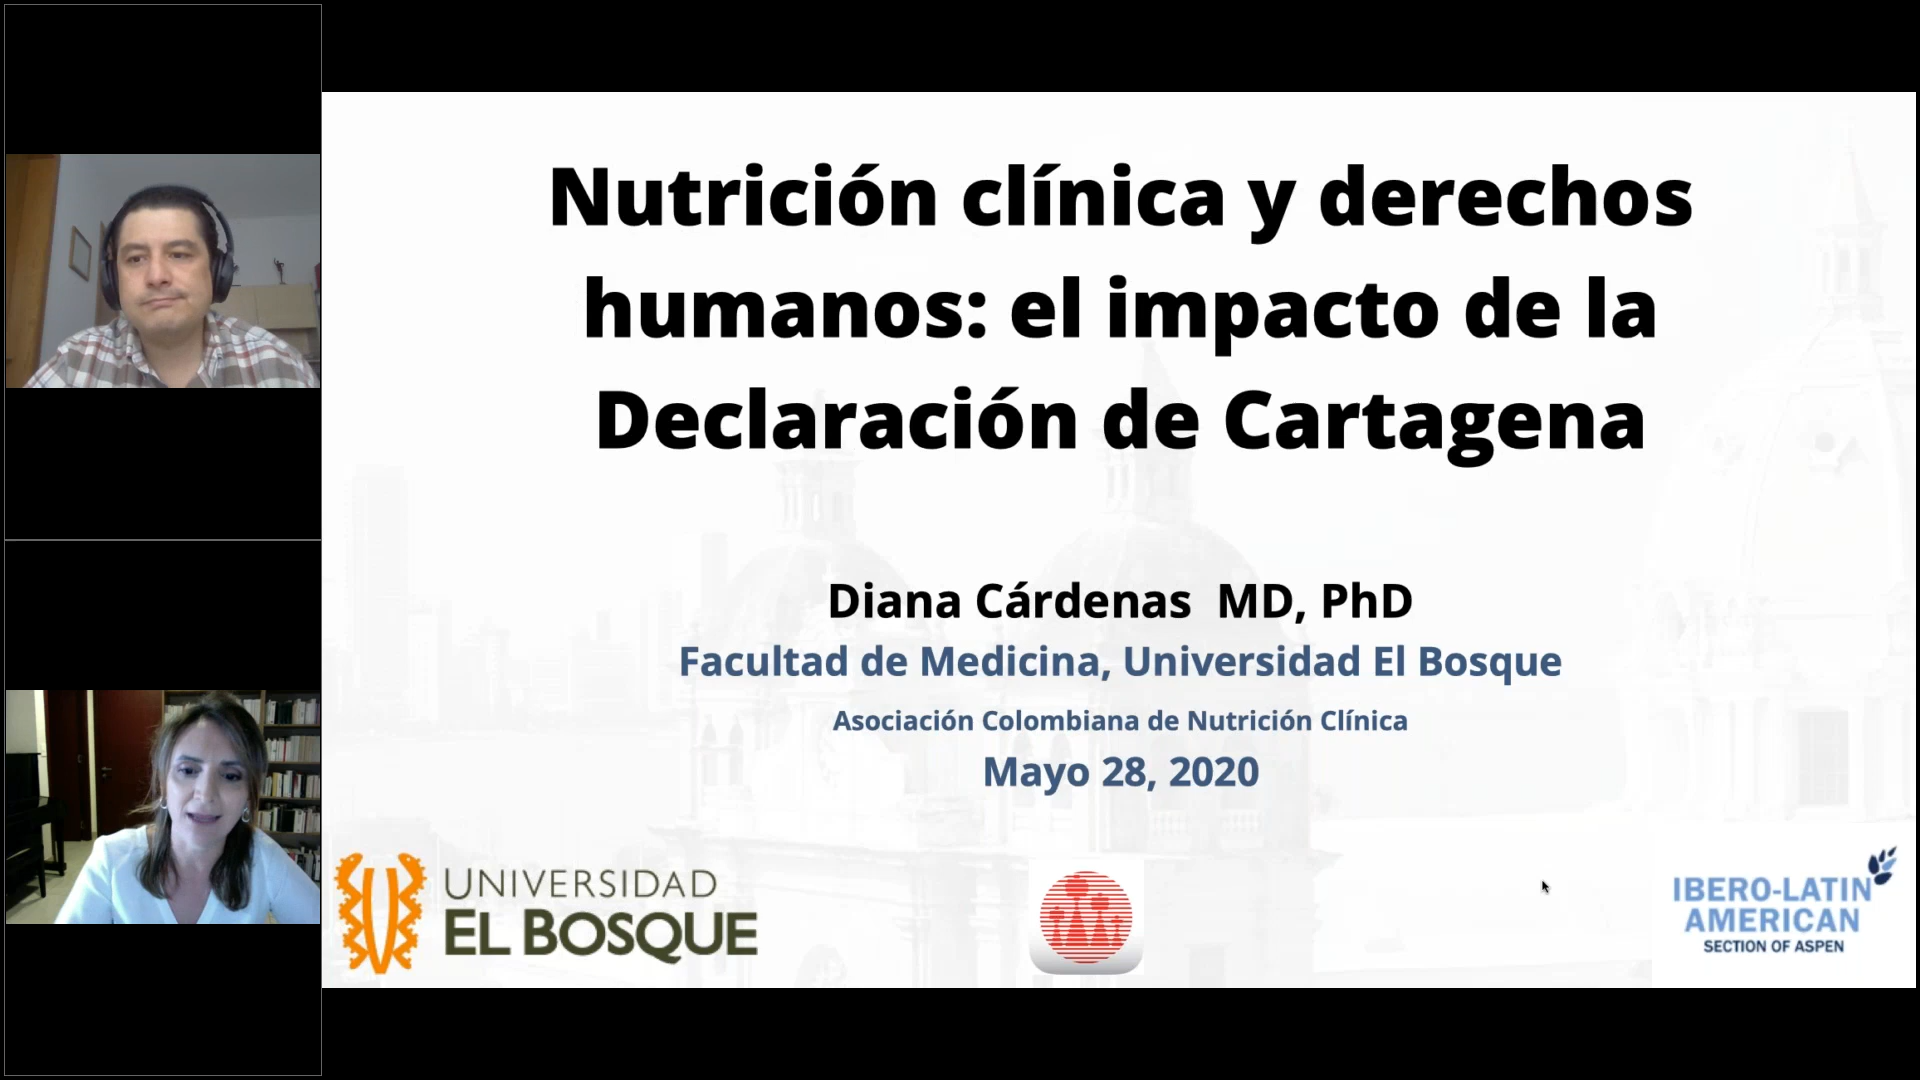 Nutrición clínica y derechos
humanos: el impacto de la
Declaración de Cartagena
Diana Cárdenas MD, PhD
Facultad de Medicina, Universidad El Bosque
Asociación Colombiana de Nutrición Clínica
Mayo 28, 2020
UNIVERSIDAD
EL BOSQUE
IBERO-LATIN
AMERICAN
SECTION OF ASPEN